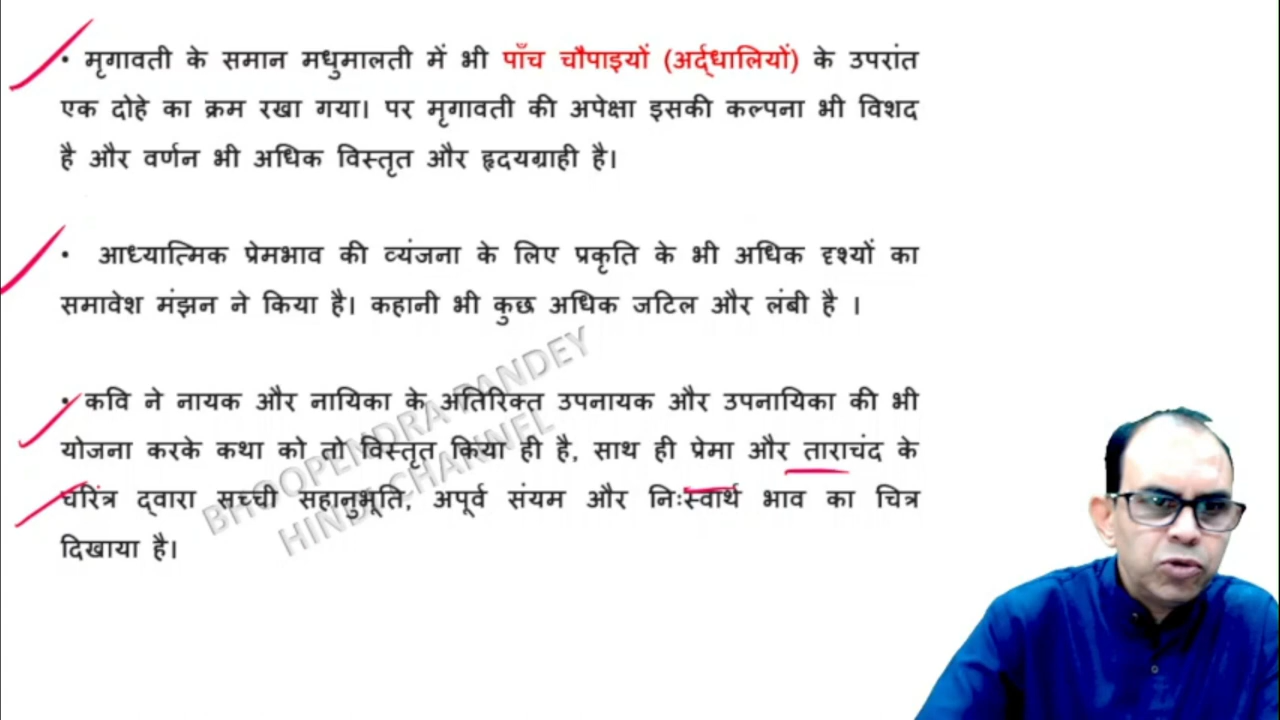 • मृगावती के समान मधुमालती में भी पाँच चौपाइयों (अर्द्धालियों) के उपरांत
एक दोहे का क्रम रखा गया। पर मृगावती की अपेक्षा इसकी कल्पना भी विशद
है और वर्णन भी अधिक विस्तृत और हृदयग्राही है।
• आध्यात्मिक प्रेमभाव की व्यंजना के लिए प्रकृति के भी अधिक दृश्यों का
समावेश मंझन ने किया है। कहानी भी कुछ अधिक जटिल और लंबी है ।
• कवि ने नायक और नायिका के अतिरिक्त उपनायक और उपनायिका की भी
योजना करके कथा को तो विस्तृत किया ही है, साथ ही प्रेमा और ताराचंद के
चरित्र द्वारा सच्ची सहानुभूति, अपूर्व संयम और निःस्वार्थ भाव का चित्र
दिखाया है।
BHOOPENDRA PANDEY
HINDI CHANNEL